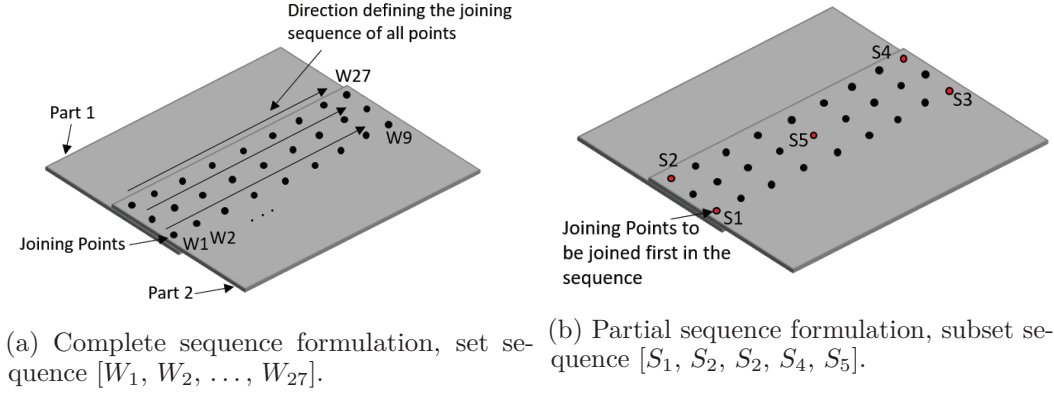 Direction defining the joining
sequence of all points
W27
Part 1
W9
Joining Points
W1 W2
. . .
Part 2
S4
S3
S5
S2
S1
Joining Points to
be joined first in the
sequence
(a) Complete sequence formulation, set se-
quence [W1, W2, . . . , W27].
(b) Partial sequence formulation, subset se-
quence [S1, S2, S2, S4, S5].